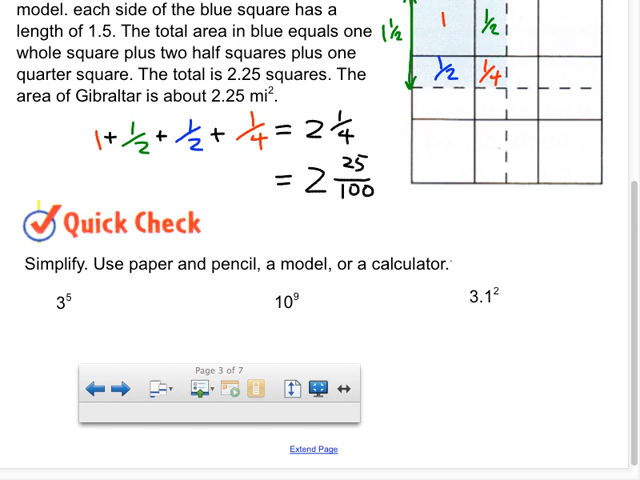 model. each side of the blue square has a
length of 1.5. The total area in blue equals one
whole square plus two half squares plus one
quarter square. The total is 2.25 squares. The
area of Gibraltar is about 2.25 mi².
1 1/2
1
1/2
1/2
1/4
1 + 1/2 + 1/2 + 1/4 = 2 1/4
= 2 25/100
Quick Check
Simplify. Use paper and pencil, a model, or a calculator.
3⁵
10⁹
3.1²
Page 3 of 7
Extend Page